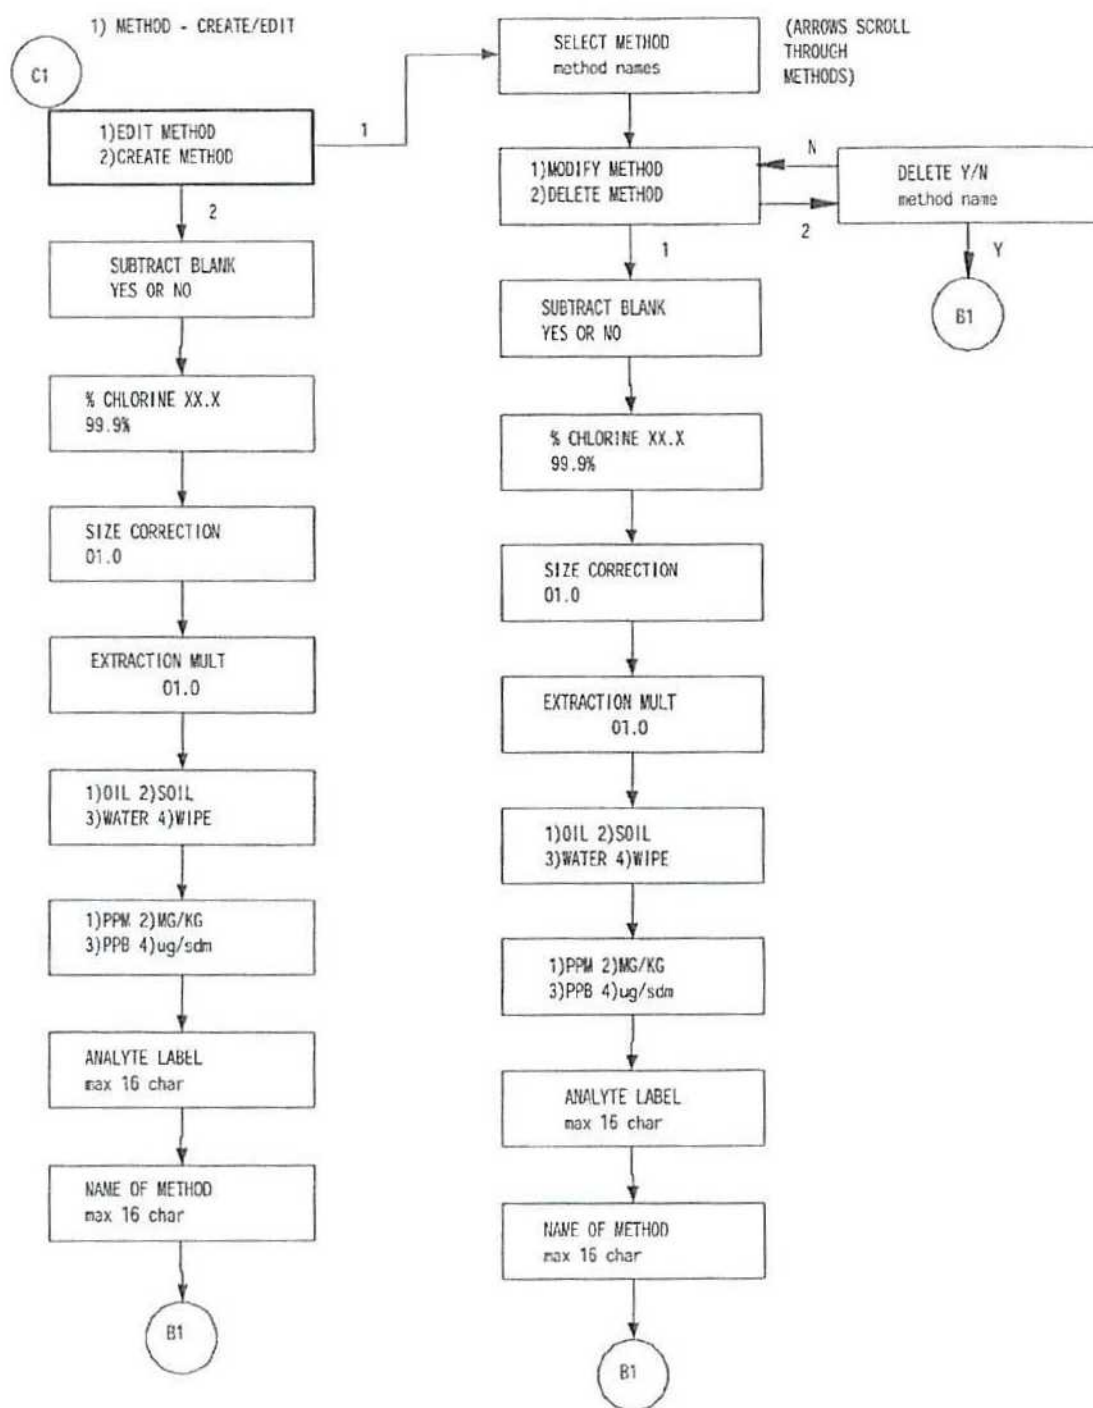 1) METHOD - CREATE/EDIT
C1
1)EDIT METHOD
2)CREATE METHOD
1
2
SUBTRACT BLANK
YES OR NO
% CHLORINE XX.X
99.9%
SIZE CORRECTION
01.0
EXTRACTION MULT
01.0
1)OIL 2)SOIL
3)WATER 4)WIPE
1)PPM 2)MG/KG
3)PPB 4)ug/sdm
ANALYTE LABEL
max 16 char
NAME OF METHOD
max 16 char
B1
SELECT METHOD
method names
(ARROWS SCROLL
THROUGH
METHODS)
1)MODIFY METHOD
2)DELETE METHOD
N
2
DELETE Y/N
method name
Y
B1
1
SUBTRACT BLANK
YES OR NO
% CHLORINE XX.X
99.9%
SIZE CORRECTION
01.0
EXTRACTION MULT
01.0
1)OIL 2)SOIL
3)WATER 4)WIPE
1)PPM 2)MG/KG
3)PPB 4)ug/sdm
ANALYTE LABEL
max 16 char
NAME OF METHOD
max 16 char
B1